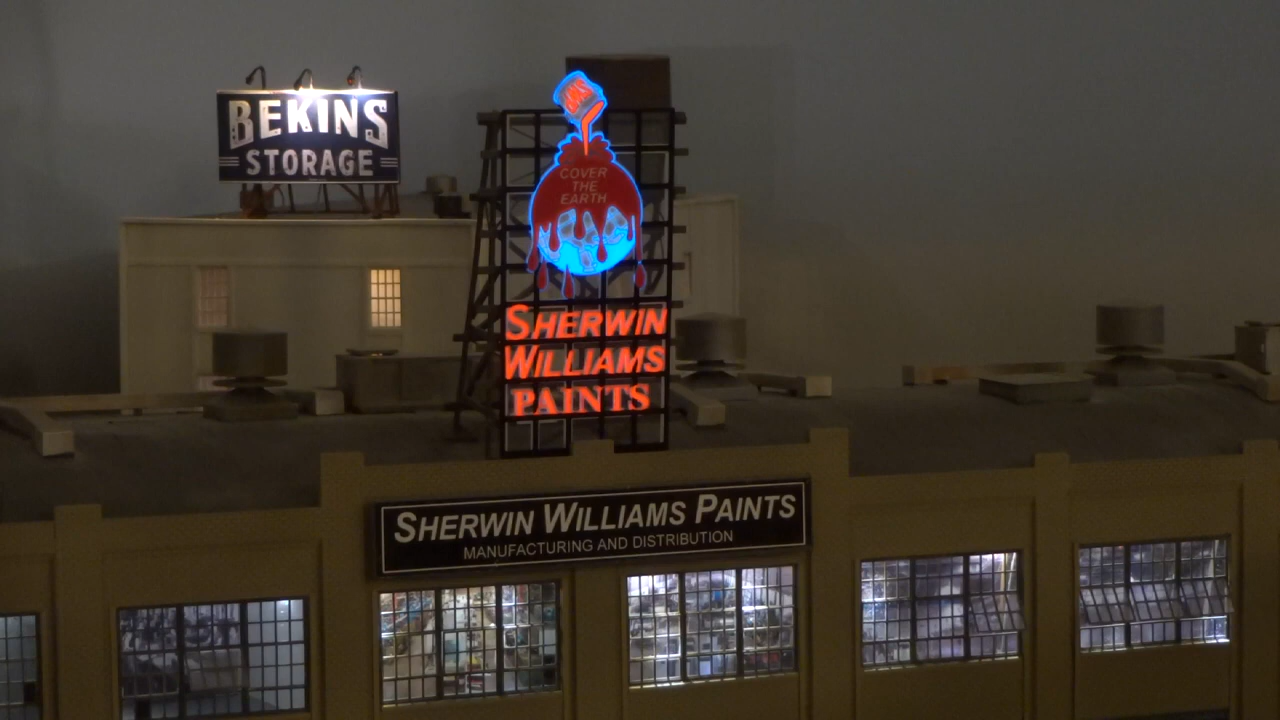 BEKINS
STORAGE
COVER
THE
EARTH
SHERWIN
WILLIAMS
PAINTS
SHERWIN WILLIAMS PAINTS
MANUFACTURING AND DISTRIBUTION